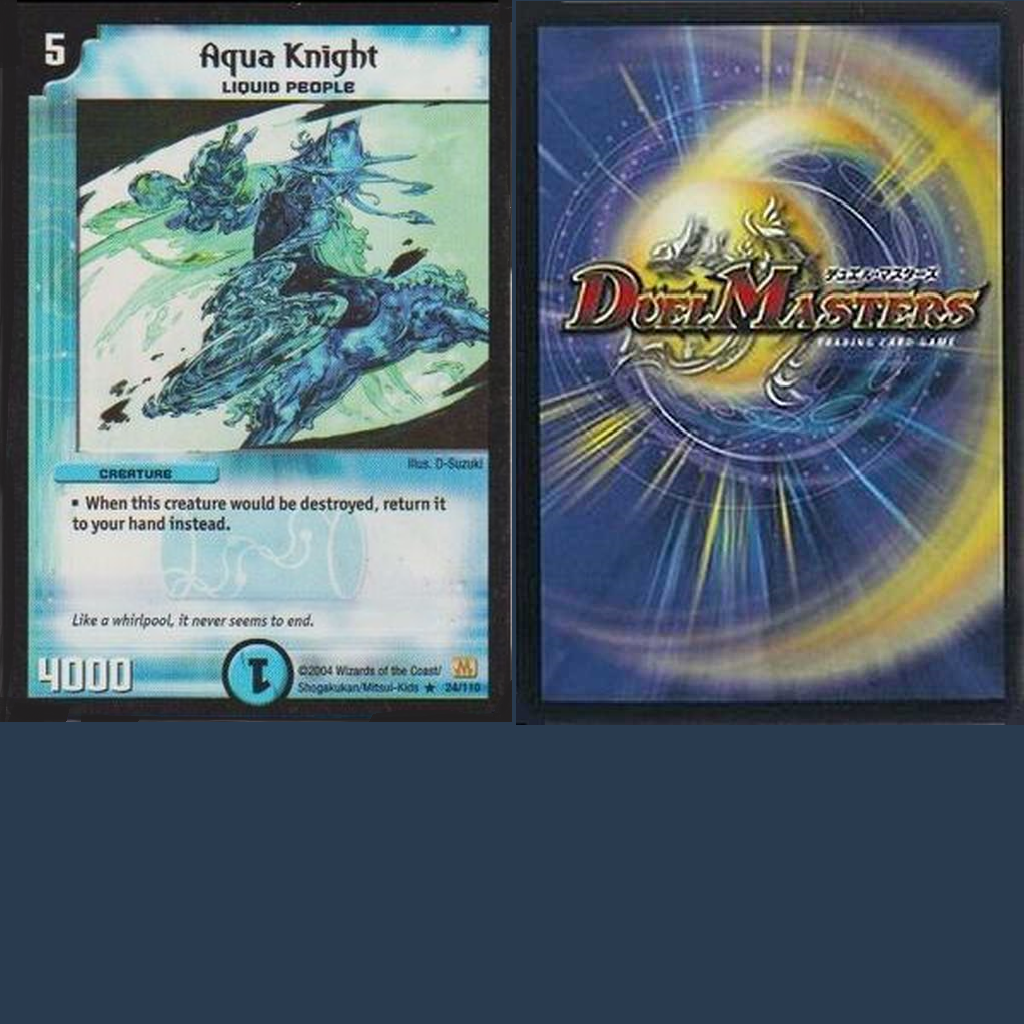 5
Aqua Knight
LIQUID PEOPLE
Illus. D-Suzuki
CREATURE
▪ When this creature would be destroyed, return it
to your hand instead.
Like a whirlpool, it never seems to end.
4000
1
©2004 Wizards of the Coast/
Shogakukan/Mitsui-Kids ★ 24/110
M
デュエル・マスターズ
DUEL MASTERS
TRADING CARD GAME